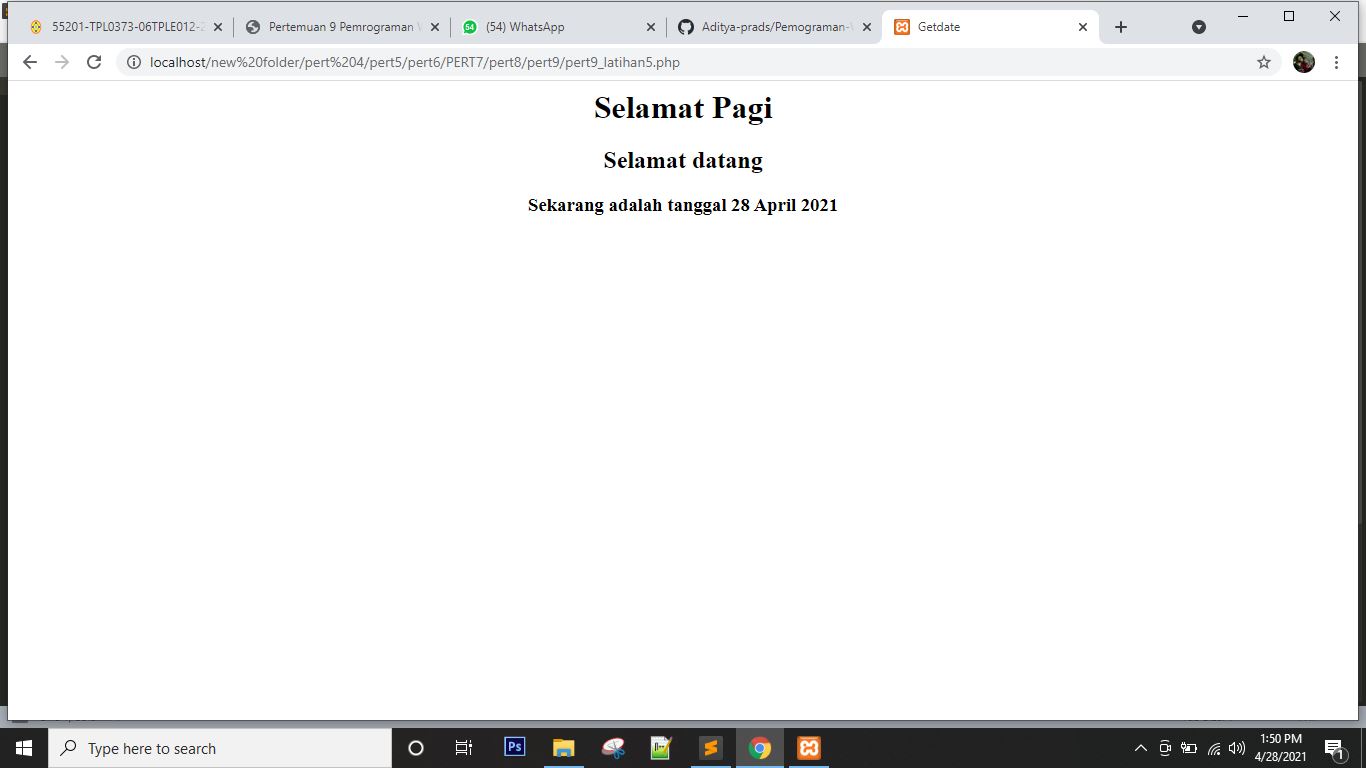 55201-TPL0373-06TPLE012-
Pertemuan 9 Pemrograman
(54) WhatsApp
Aditya-prads/Pemograman-
Getdate
localhost/new%20folder/pert%204/pert5/pert6/PERT7/pert8/pert9/pert9_latihan5.php
Selamat Pagi
Selamat datang
Sekarang adalah tanggal 28 April 2021
Type here to search
Ps
1:50 PM
4/28/2021
1